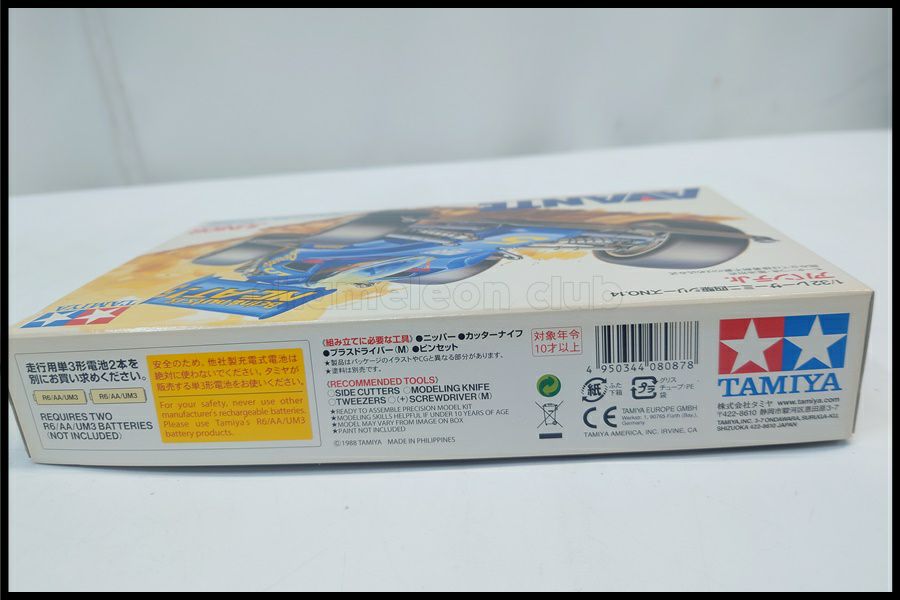 AVANTE
1/32レーサーミニ四駆シリーズNO.14
アバンテJr.
TAMIYA
kameleon club
走行用単3形電池2本を
別にお買い求めください。
R6/AA/UM3 R6/AA/UM3
REQUIRES TWO
R6/AA/UM3 BATTERIES
(NOT INCLUDED)
安全のため、他社製充電式電池は
絶対に使わないでください。タミヤが
販売する単3形電池をお使いください。
For your safety, never use other
manufacturer's rechargeable batteries.
Please use Tamiya's R6/AA/UM3
battery products.
《組み立てに必要な工具》 ●ニッパー ●カッターナイフ
●プラスドライバー(M) ●ピンセット
★製品はパッケージのイラストやCGと異なる部分があります。
★塗料は別売です。
《RECOMMENDED TOOLS》
○SIDE CUTTERS ○MODELING KNIFE
○TWEEZERS ○(+)SCREWDRIVER (M)
★READY TO ASSEMBLE PRECISION MODEL KIT
★MODELING SKILLS HELPFUL IF UNDER 10 YEARS OF AGE
★MODEL MAY VARY FROM IMAGE ON BOX
★PAINT NOT INCLUDED
©1988 TAMIYA MADE IN PHILIPPINES
対象年令
10才以上
4 950344 080878
紙 ふた 下箱
プラ グリス チューブ・PE 袋
CE
TAMIYA EUROPE GMBH
Werkstr. 1, 90765 Fürth (Bay.),
Germany
TAMIYA AMERICA, INC. IRVINE, CA
TAMIYA
株式会社タミヤ www.tamiya.com
〒422-8610 静岡市駿河区恩田原3-7
TAMIYA,INC. 3-7 ONDAWARA, SURUGA-KU,
SHIZUOKA 422-8610 JAPAN